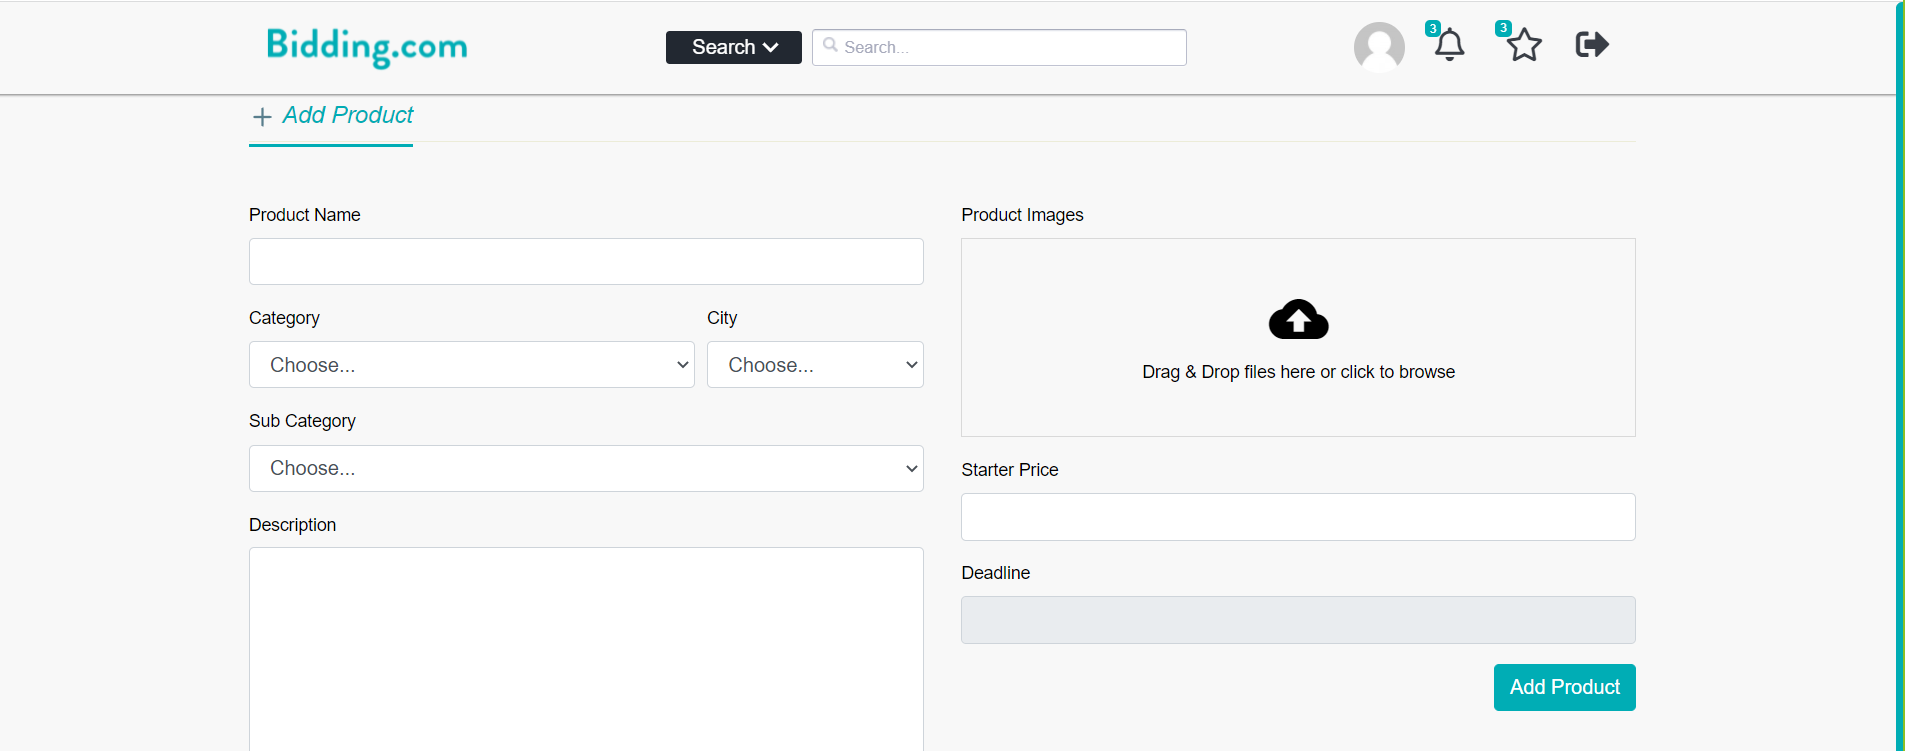 Bidding.com
Search
Search...
3
3
Add Product
Product Name
Category
City
Choose...
Choose...
Sub Category
Choose...
Description
Product Images
Drag & Drop files here or click to browse
Starter Price
Deadline
Add Product